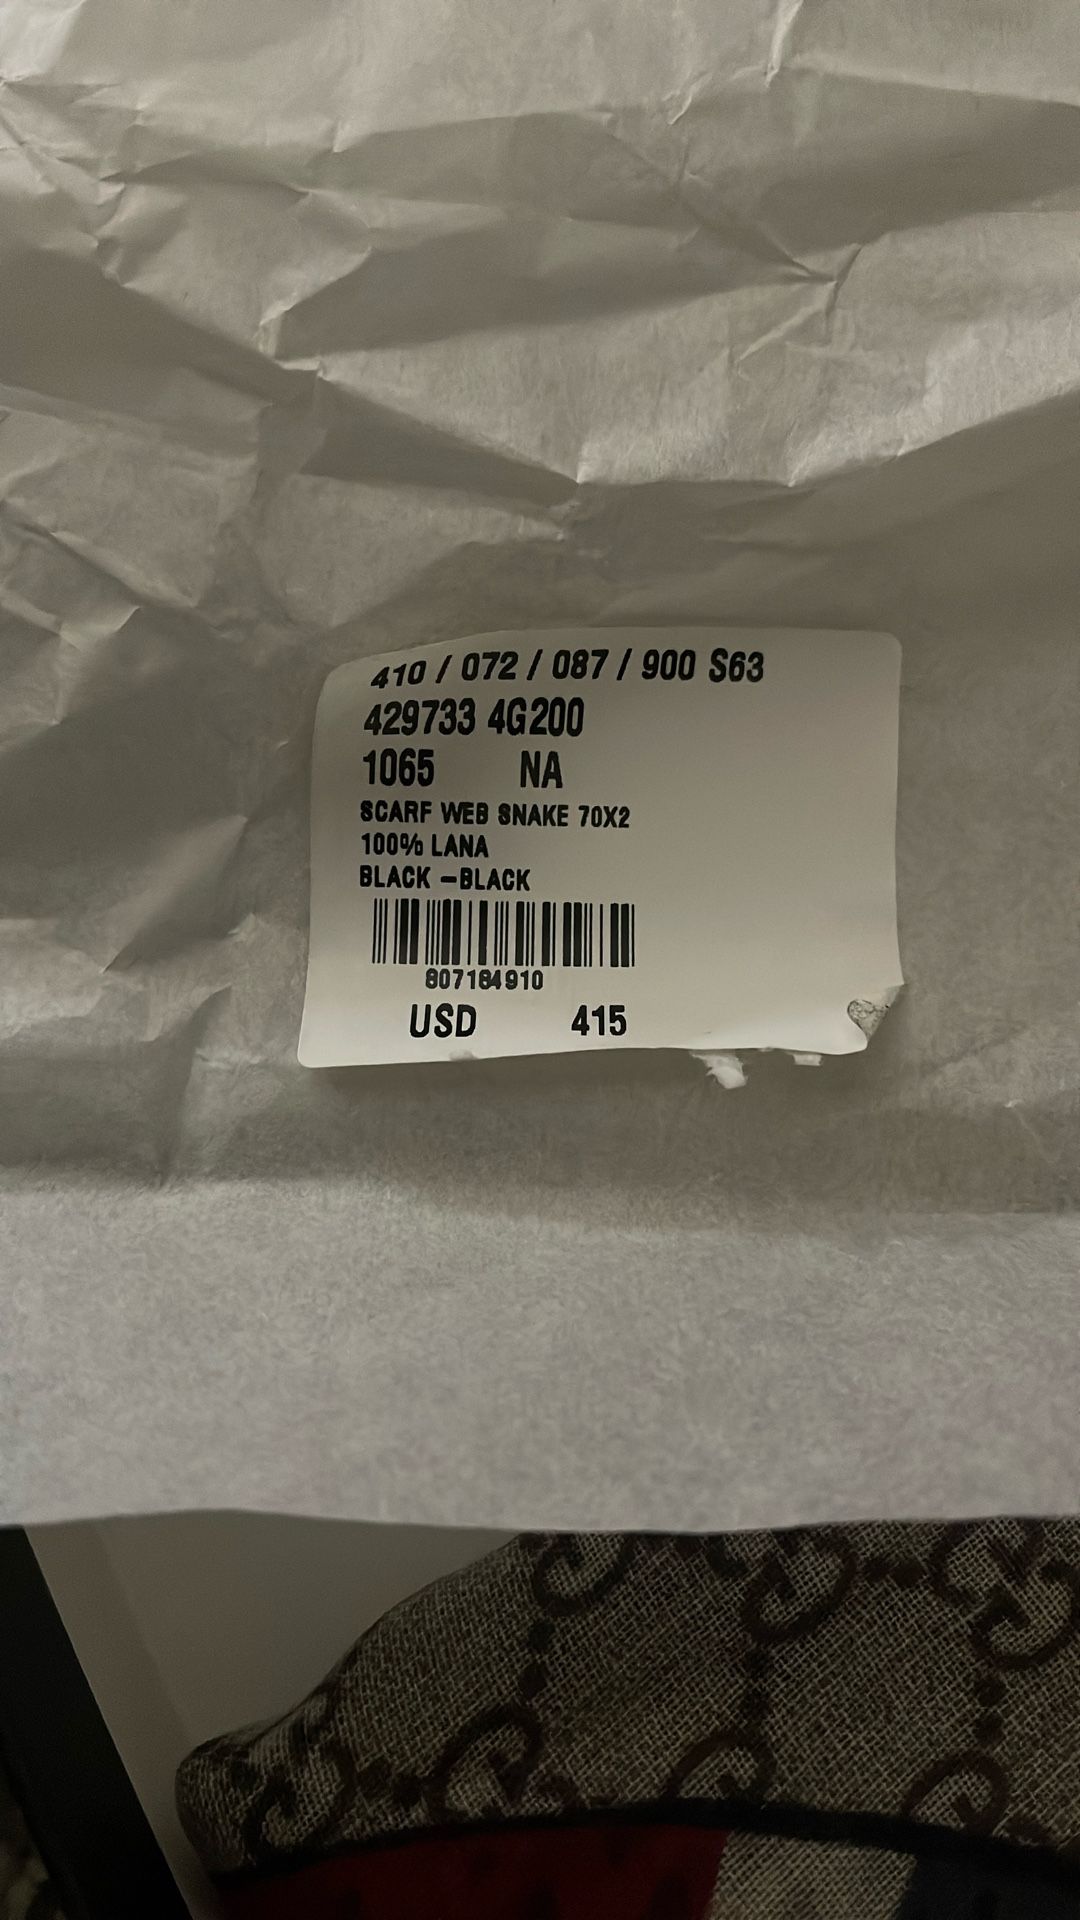 410 / 072 / 087 / 900 S63
429733 4G200
1065 NA
SCARF WEB SNAKE 70X2
100% LANA
BLACK -BLACK
807184910
USD 415